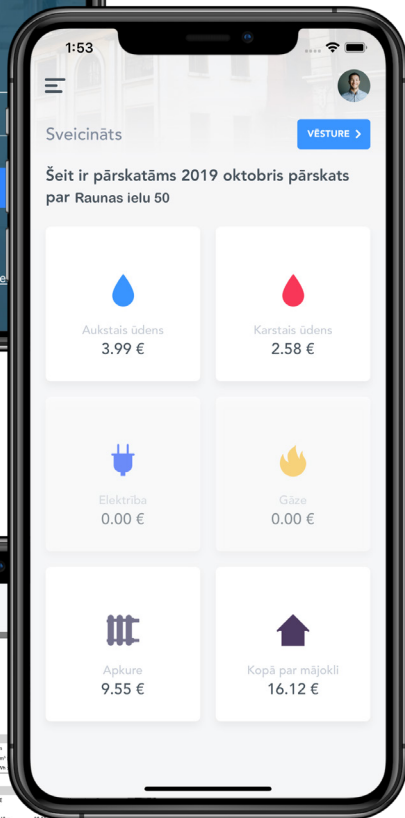 1:53
Sveicināts
VĒSTURE
Šeit ir pārskatāms 2019 oktobris pārskats
par Raunas ielu 50
Aukstais ūdens
3.99 €
Karstais ūdens
2.58 €
Elektrība
0.00 €
Gāze
0.00 €
Apkure
9.55 €
Kopā par mājokli
16.12 €